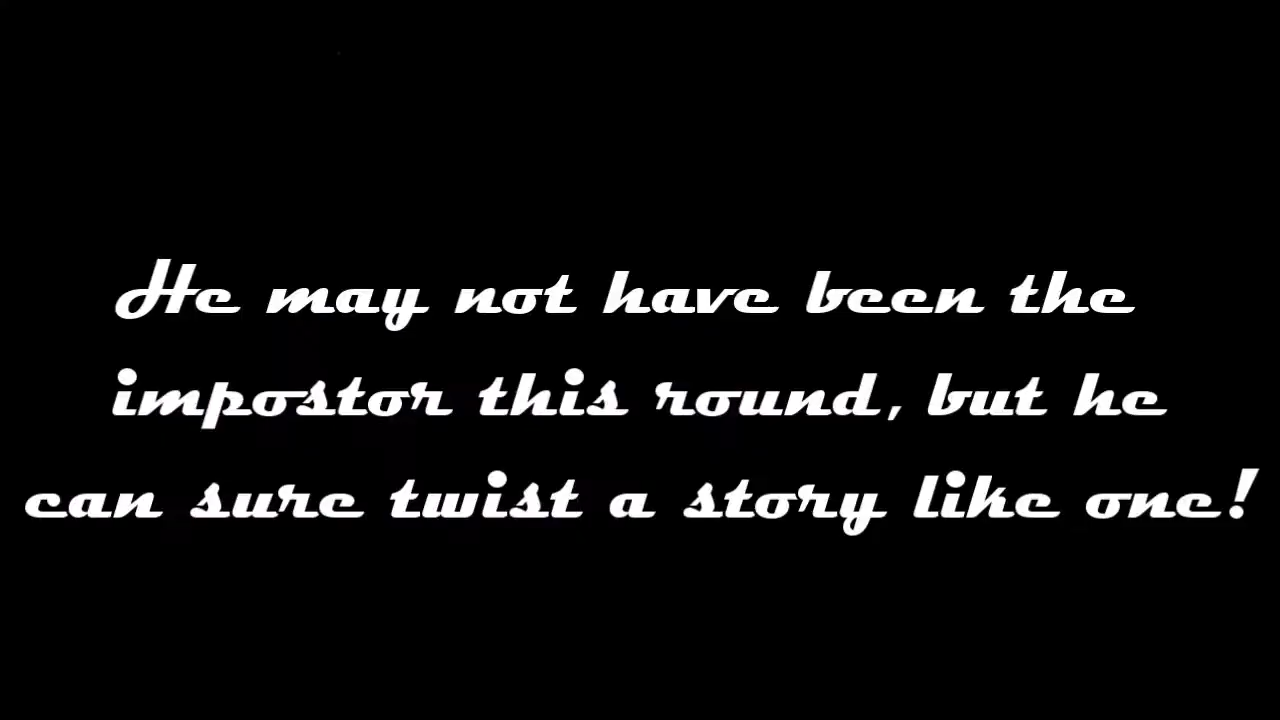 He may not have been the
impostor this round, but he
can sure twist a story like one!